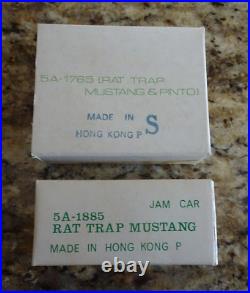 5A-1765 (RAT TRAP
MUSTANG & PINTO)
MADE IN S
HONG KONG P
JAM CAR
5A-1885
RAT TRAP MUSTANG
MADE IN HONG KONG P